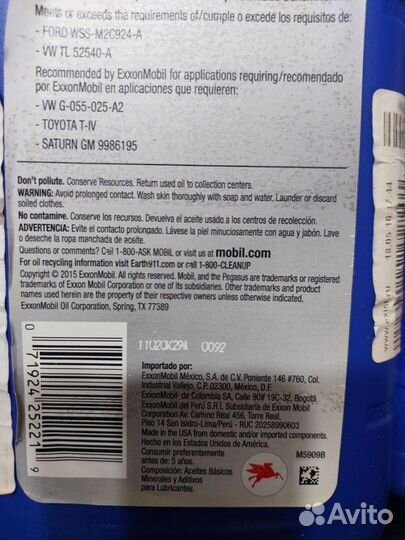 Meets or exceeds the requirements of/cumple o excede los requisitos de:
- FORD WSS-M2C924-A
- VW TL 52540-A
Recommended by ExxonMobil for applications requiring/recomendado
por ExxonMobil en aplicaciones que requieren:
- VW G-055-025-A2
- TOYOTA T-IV
- SATURN GM 9986195
Don't pollute. Conserve Resources. Return used oil to collection centers.
WARNING: Avoid prolonged contact. Wash skin thoroughly with soap and water. Launder or discard
soiled clothes.
No contamine. Conserve los recursos. Devuelva el aceite usado a los centros de recolección.
ADVERTENCIA: Evite el contacto prolongado. Lávese la piel minuciosamente con agua y jabón. Lave
o deseche la ropa manchada de aceite.
Questions or comments? Call 1-800-ASK MOBIL or visit us at mobil.com
For oil recycling information visit Earth911.com or call 1-800-CLEANUP
Copyright © 2015 ExxonMobil. All rights reserved. Mobil, and the Pegasus are trademarks or registered
trademarks of Exxon Mobil Corporation or one of its subsidiaries. Other trademarks and product
names used herein are the property of their respective owners unless otherwise indicated.
ExxonMobil Oil Corporation, Spring, TX 77389
11020K29A 0092
Importado por:
ExxonMobil México, S.A. de C.V. Poniente 146 #760, Col.
Industrial Vallejo, C.P. 02300, México, D.F.
ExxonMobil de Colombia SA, Calle 90# 19C-32, Bogotá
ExxonMobil del Perú S.R.L Subsidiaria de Exxon Mobil
Corporation Av. Camino Real 456, Torre Real,
Piso 14 San Isidro-Lima/Perú - RUC 20258990603
Made in USA from domestic and/or imported components.
Hecho en los Estados Unidos de América.
Consumir preferentemente
antes de: 5 años.
M5909B
Composición: Aceites Básicos
Minerales y Aditivos
para Lubricantes.
0 71924 25221 9
Avito